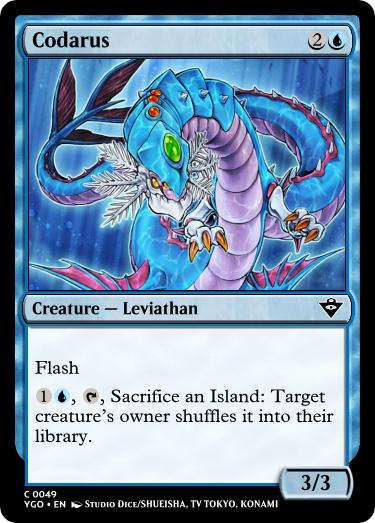 Codarus 2
Creature — Leviathan
Flash
1 , , Sacrifice an Island: Target
creature's owner shuffles it into their
library.
3/3
C 0049
YGO • EN Studio Dice/SHUEISHA, TV TOKYO, KONAMI